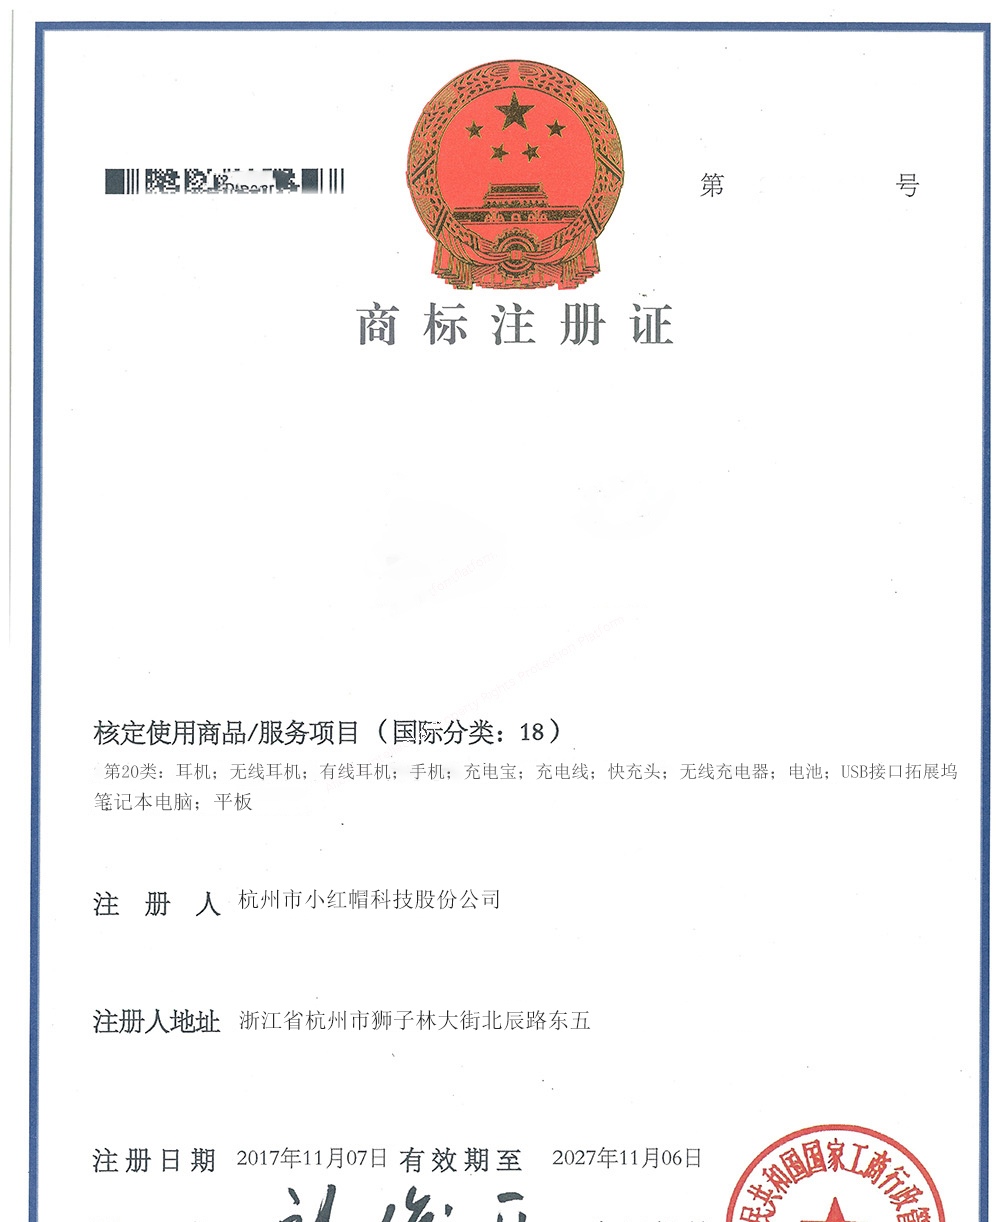 第 号
商标注册证
核定使用商品/服务项目（国际分类：18）
第20类：耳机；无线耳机；有线耳机；手机；充电宝；充电线；快充头；无线充电器；电池；USB接口拓展坞
笔记本电脑；平板
注册人 杭州市小红帽科技股份公司
注册人地址 浙江省杭州市狮子林大街北辰路东五
注册日期 2017年11月07日 有效期至 2027年11月06日
民共和国国家工商行政管